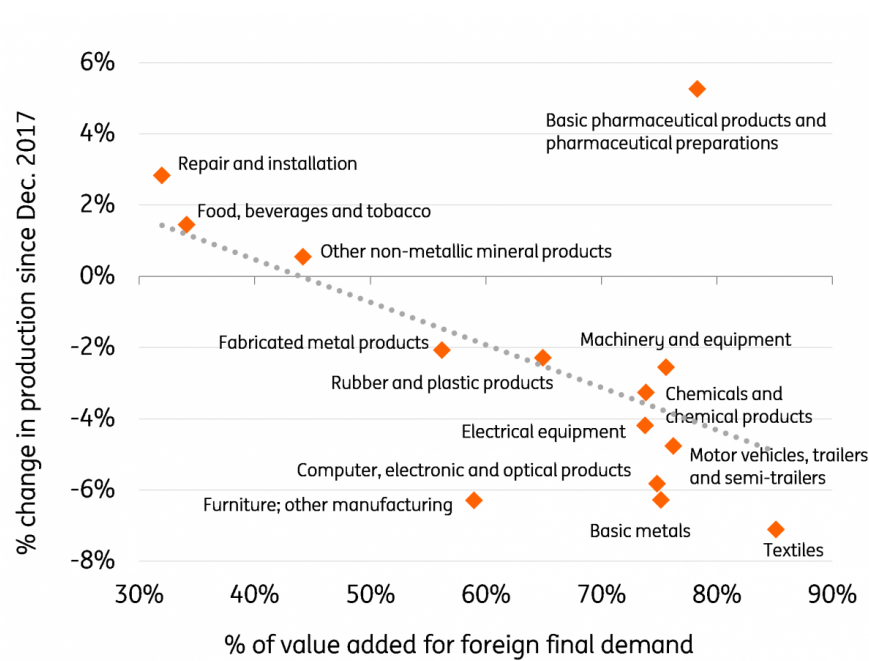 6%
4%
2%
0%
-2%
-4%
-6%
-8%
% change in production since Dec. 2017
Basic pharmaceutical products and
pharmaceutical preparations
Repair and installation
Food, beverages and tobacco
Other non-metallic mineral products
Fabricated metal products
Machinery and equipment
Rubber and plastic products
Chemicals and
chemical products
Electrical equipment
Motor vehicles, trailers
and semi-trailers
Computer, electronic and optical products
Furniture; other manufacturing
Basic metals
Textiles
30% 40% 50% 60% 70% 80% 90%
% of value added for foreign final demand